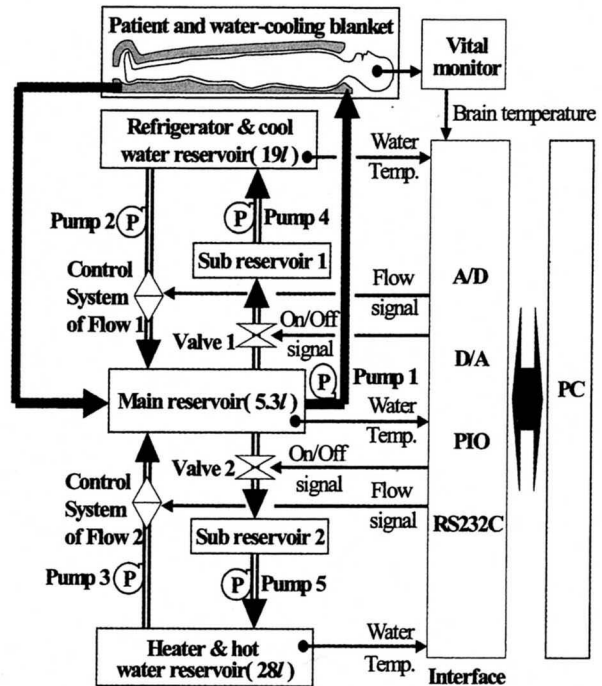 Patient and water-cooling blanket
Vital
monitor
Brain temperature
Refrigerator & cool
water reservoir( 19l)
Water
Temp.
Pump 2
P
P
Pump 4
Sub reservoir 1
Control
System
of Flow 1
Flow
signal
A/D
Valve 1
On/Off
signal
D/A
PC
P
Pump 1
Main reservoir( 5.3l)
Water
Temp.
PIO
Valve 2
On/Off
signal
Control
System
of Flow 2
Flow
signal
RS232C
Sub reservoir 2
Pump 3
P
P
Pump 5
Heater & hot
water reservoir( 28l)
Water
Temp.
Interface